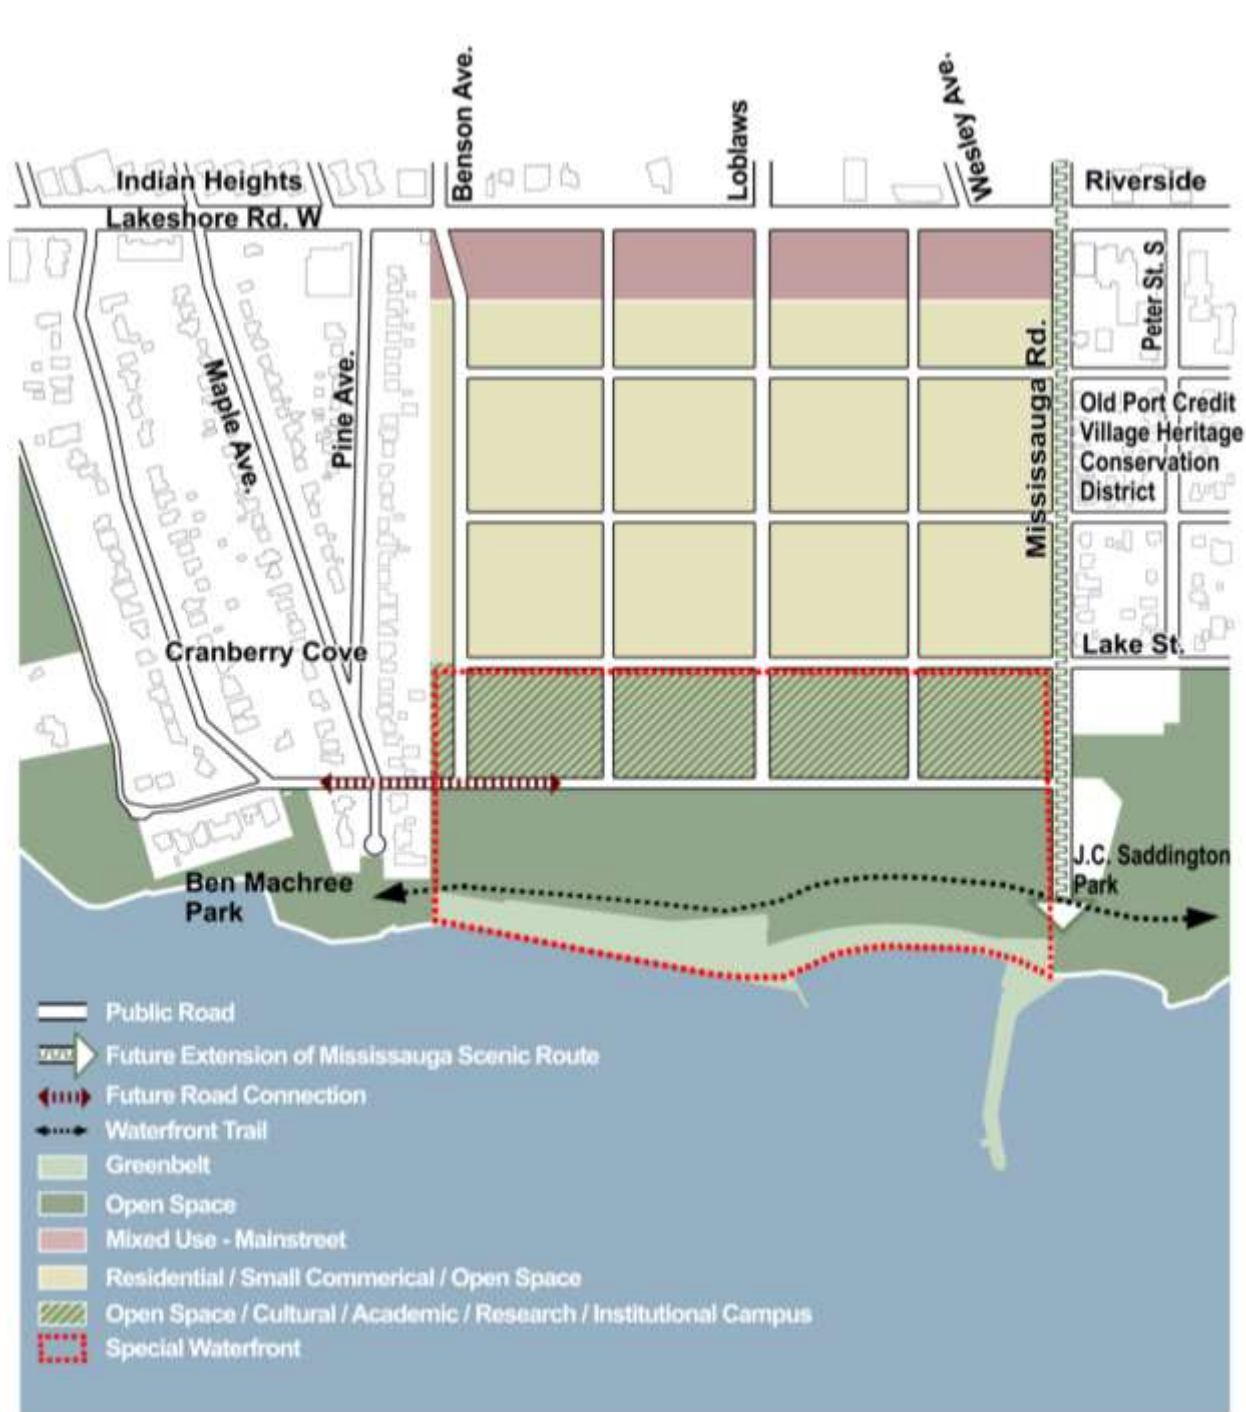 Benson Ave.
Loblaws
Wesley Ave.
Indian Heights
Riverside
Lakeshore Rd. W
Peter St. S
Maple Ave.
Pine Ave.
Mississauga Rd.
Old Port Credit
Village Heritage
Conservation
District
Cranberry Cove
Lake St.
J.C. Saddington
Park
Ben Machree
Park
Public Road
Future Extension of Mississauga Scenic Route
Future Road Connection
Waterfront Trail
Greenbelt
Open Space
Mixed Use - Mainstreet
Residential / Small Commerical / Open Space
Open Space / Cultural / Academic / Research / Institutional Campus
Special Waterfront